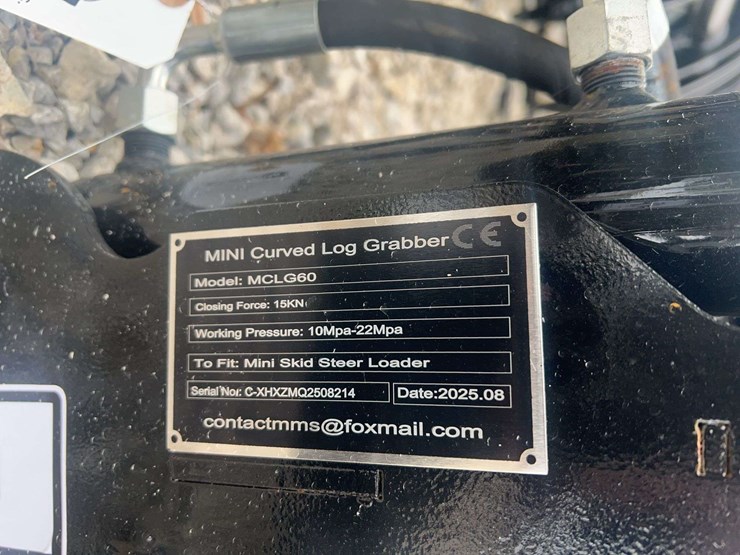 MINI Curved Log Grabber CE
Model: MCLG60
Closing Force: 15KN
Working Pressure: 10Mpa-22Mpa
To Fit: Mini Skid Steer Loader
Serial Nor: C-XHXZMQ2508214
Date:2025.08
contactmms@foxmail.com